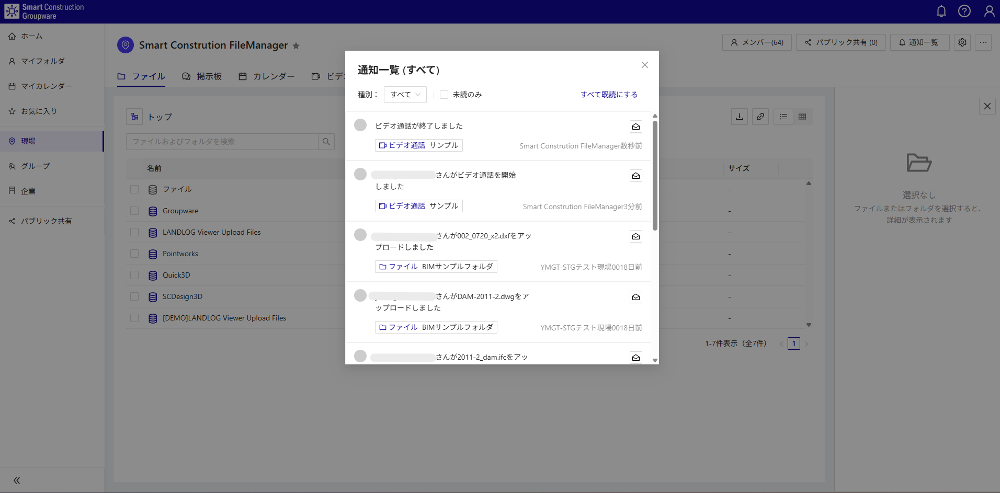 Smart Construction
Groupware
ホーム
マイフォルダ
マイカレンダー
お気に入り
現場
グループ
企業
パブリック共有
Smart Constrution FileManager
メンバー(64)
パブリック共有 (0)
通知一覧
ファイル
掲示板
カレンダー
ビデオ
トップ
ファイルおよびフォルダを検索
名前
サイズ
ファイル
-
Groupware
-
LANDLOG Viewer Upload Files
-
Pointworks
-
Quick3D
-
SCDesign3D
-
[DEMO]LANDLOG Viewer Upload Files
-
1-7件表示（全7件）
1
選択なし
ファイルまたはフォルダを選択すると、
詳細が表示されます
通知一覧 (すべて)
種別：
すべて
未読のみ
すべて既読にする
ビデオ通話が終了しました
ビデオ通話 サンプル
Smart Constrution FileManager数秒前
さんがビデオ通話を開始
しました
ビデオ通話 サンプル
Smart Constrution FileManager3分前
さんが002_0720_x2.dxfをアッ
プロードしました
ファイル BIMサンプルフォルダ
YMGT-STGテスト現場0018日前
さんがDAM-2011-2.dwgをア
ップロードしました
ファイル BIMサンプルフォルダ
YMGT-STGテスト現場0018日前
さんが2011-2_dam.ifcをアッ